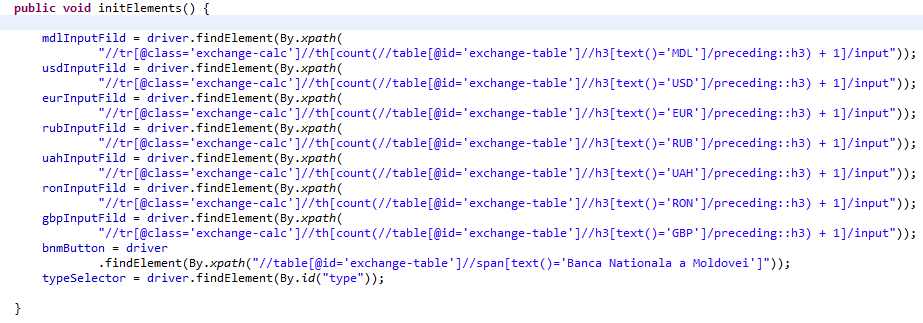 public void initElements() {
mdlInputFild = driver.findElement(By.xpath(
"//tr[@class='exchange-calc']//th[count(//table[@id='exchange-table']//h3[text()='MDL']/preceding::h3) + 1]/input"));
usdInputFild = driver.findElement(By.xpath(
"//tr[@class='exchange-calc']//th[count(//table[@id='exchange-table']//h3[text()='USD']/preceding::h3) + 1]/input"));
eurInputFild = driver.findElement(By.xpath(
"//tr[@class='exchange-calc']//th[count(//table[@id='exchange-table']//h3[text()='EUR']/preceding::h3) + 1]/input"));
rubInputFild = driver.findElement(By.xpath(
"//tr[@class='exchange-calc']//th[count(//table[@id='exchange-table']//h3[text()='RUB']/preceding::h3) + 1]/input"));
uahInputFild = driver.findElement(By.xpath(
"//tr[@class='exchange-calc']//th[count(//table[@id='exchange-table']//h3[text()='UAH']/preceding::h3) + 1]/input"));
ronInputFild = driver.findElement(By.xpath(
"//tr[@class='exchange-calc']//th[count(//table[@id='exchange-table']//h3[text()='RON']/preceding::h3) + 1]/input"));
gbpInputFild = driver.findElement(By.xpath(
"//tr[@class='exchange-calc']//th[count(//table[@id='exchange-table']//h3[text()='GBP']/preceding::h3) + 1]/input"));
bnmButton = driver
.findElement(By.xpath("//table[@id='exchange-table']//span[text()='Banca Nationala a Moldovei']"));
typeSelector = driver.findElement(By.id("type"));
}